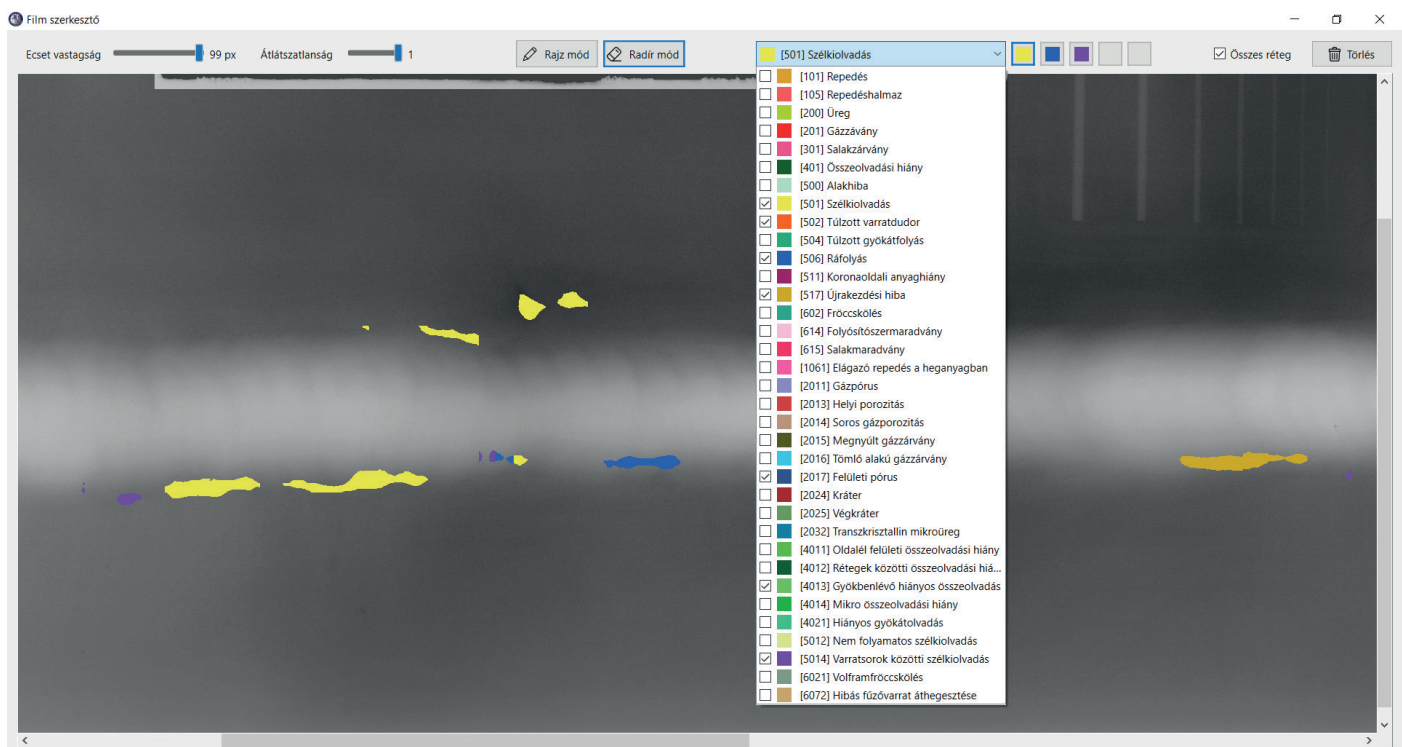 Film szerkesztő
Ecset vastagság 99 px Átlátszatlanság 1 Rajz mód Radír mód [501] Szélkiolvadás Összes réteg Törlés
[101] Repedés
[105] Repedéshalmaz
[200] Üreg
[201] Gázzávány
[301] Salakzárvány
[401] Összeolvadási hiány
[500] Alakhiba
[501] Szélkiolvadás
[502] Túlzott varratdudor
[504] Túlzott gyökátfolyás
[506] Ráfolyás
[511] Koronaoldali anyaghiány
[517] Újrakezdési hiba
[602] Fröccskölés
[614] Folyósítószermaradvány
[615] Salakmaradvány
[1061] Elágazó repedés a heganyagban
[2011] Gázpórus
[2013] Helyi porozitás
[2014] Soros gázporozitás
[2015] Megnyúlt gázzárvány
[2016] Tömlő alakú gázzárvány
[2017] Felületi pórus
[2024] Kráter
[2025] Végkráter
[2032] Transzkrisztallin mikroüreg
[4011] Oldalél felületi összeolvadási hiány
[4012] Rétegek közötti összeolvadási hiá...
[4013] Gyökbenlévő hiányos összeolvadás
[4014] Mikro összeolvadási hiány
[4021] Hiányos gyökátolvadás
[5012] Nem folyamatos szélkiolvadás
[5014] Varratsorok közötti szélkiolvadás
[6021] Volframfröccskölés
[6072] Hibás fűzővarrat áthegesztése